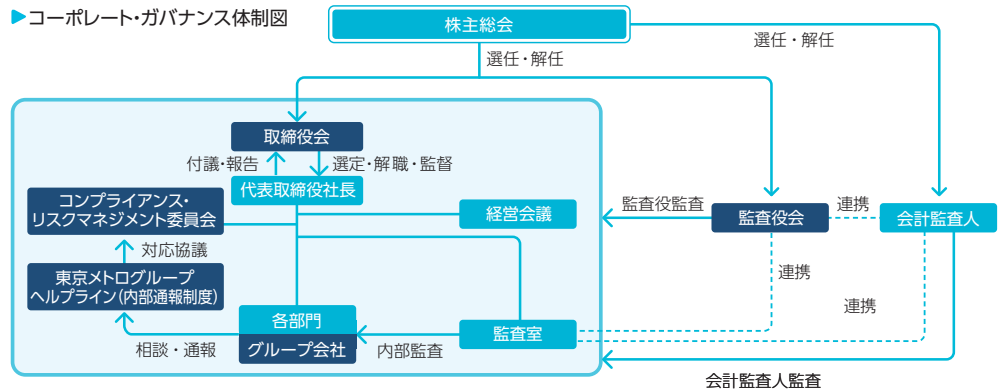 ▶コーポレート・ガバナンス体制図
株主総会
選任・解任
選任・解任
取締役会
付議・報告
選定・解職・監督
代表取締役社長
コンプライアンス・
リスクマネジメント委員会
経営会議
監査役監査
監査役会
連携
会計監査人
対応協議
東京メトログループ
ヘルプライン(内部通報制度)
連携
連携
各部門
グループ会社
監査室
相談・通報
内部監査
会計監査人監査